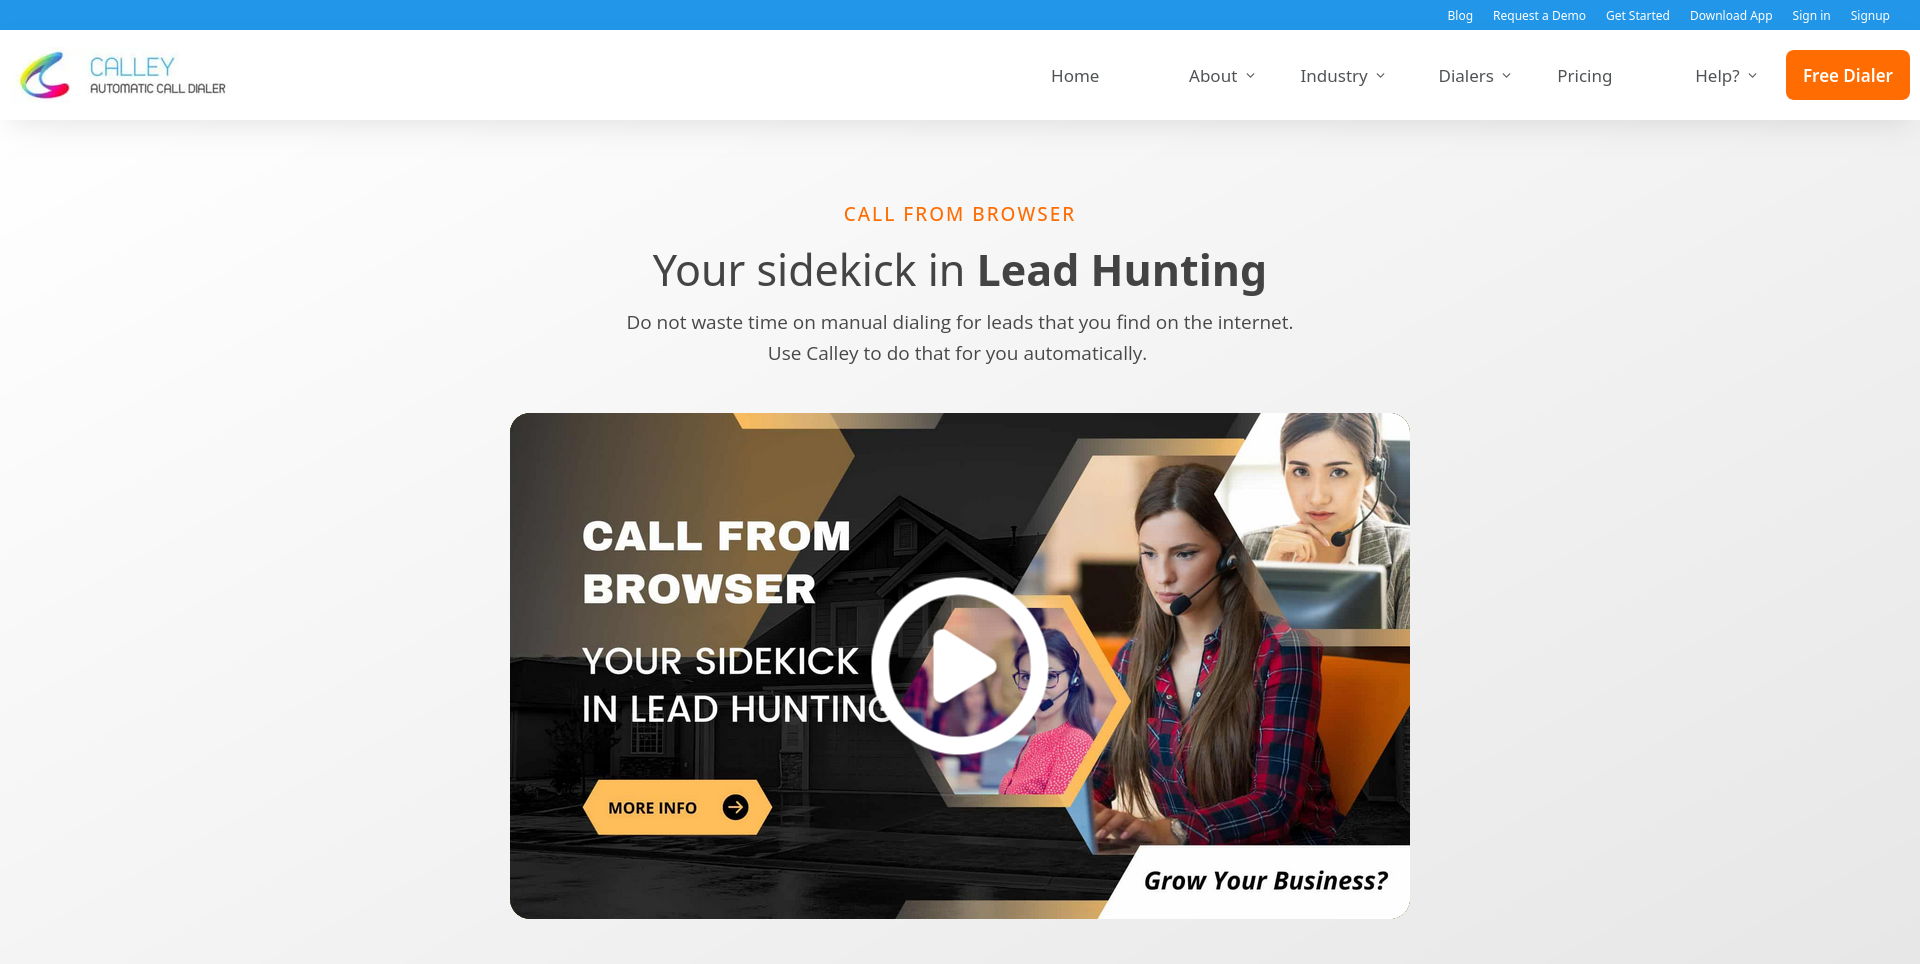 Blog Request a Demo Get Started Download App Sign in Signup
CALLEY
AUTOMATIC CALL DIALER
Home About Industry Dialers Pricing Help? Free Dialer
CALL FROM BROWSER
Your sidekick in Lead Hunting
Do not waste time on manual dialing for leads that you find on the internet.
Use Calley to do that for you automatically.
CALL FROM
BROWSER
YOUR SIDEKICK
IN LEAD HUNTING
MORE INFO
Grow Your Business?